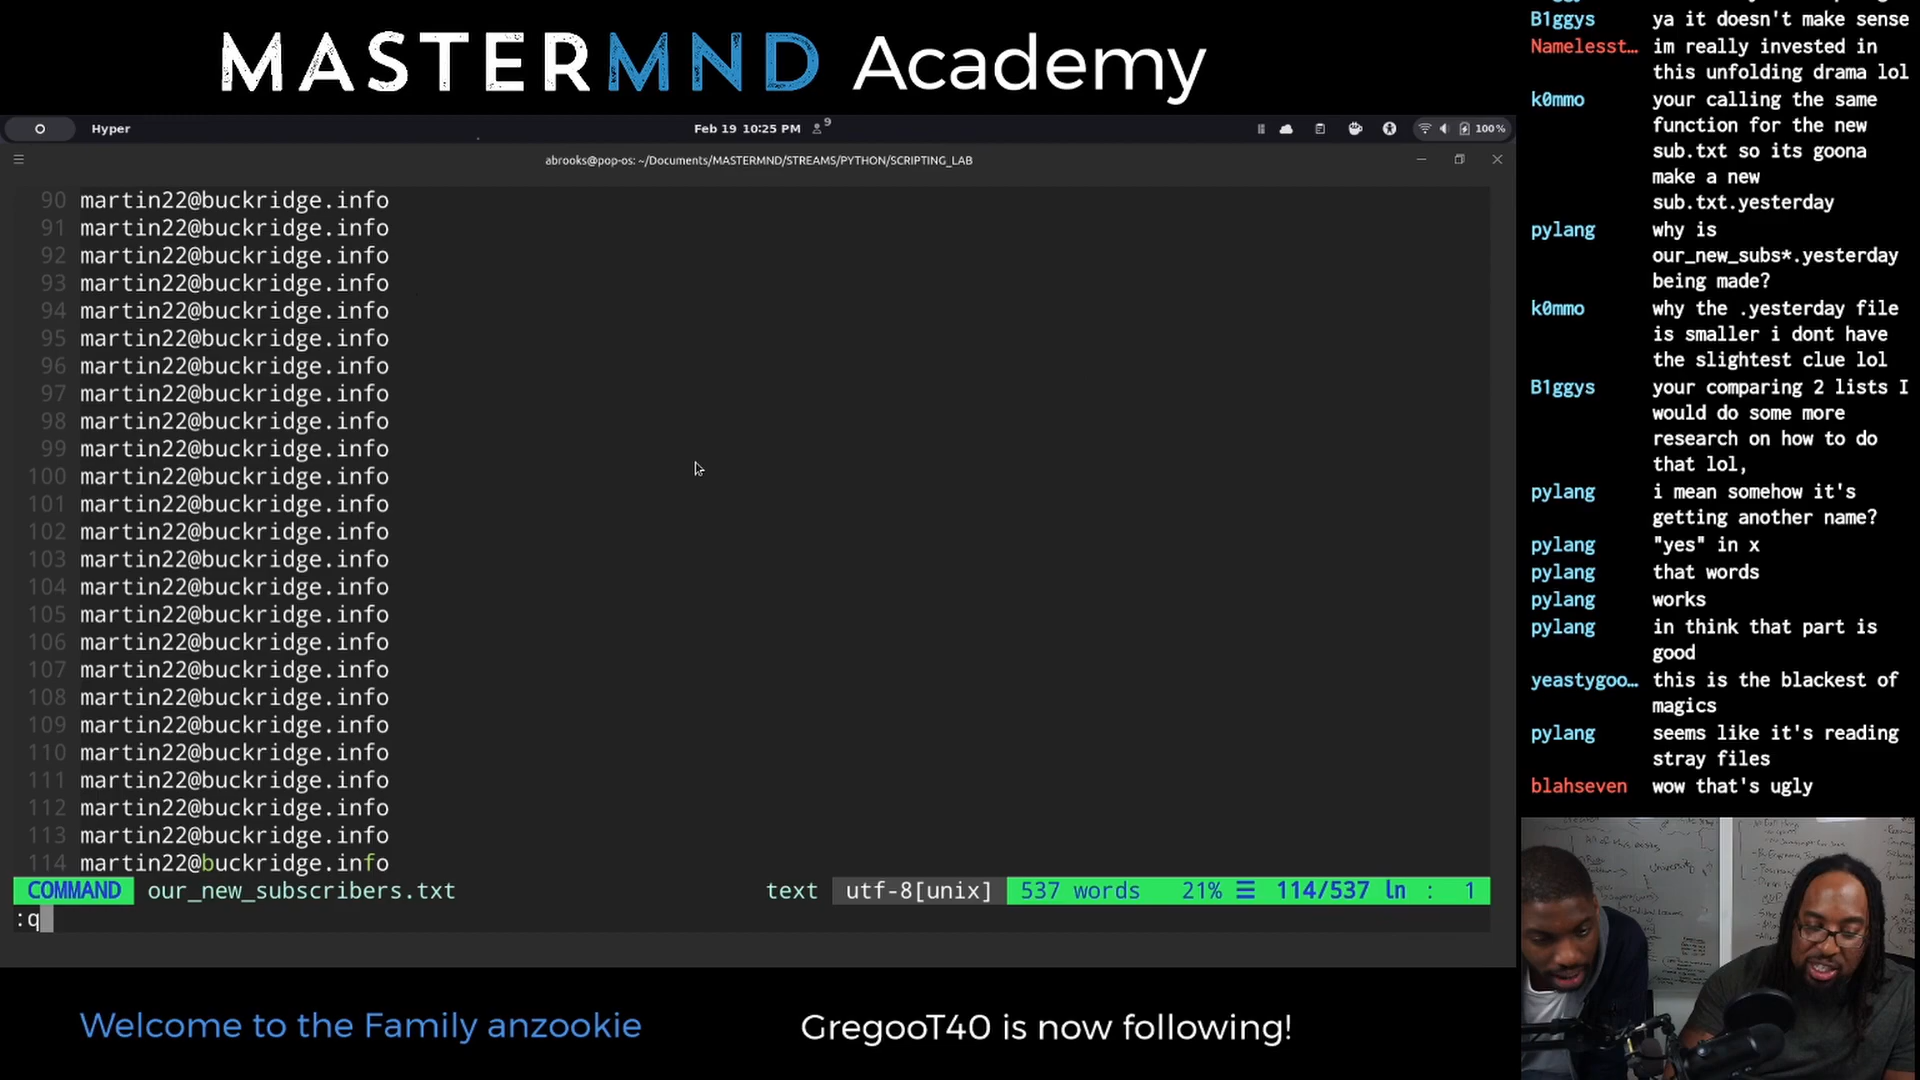 MASTERMND Academy
Hyper
Feb 19 10:25 PM
9
100%
abrooks@pop-os: ~/Documents/MASTERMND/STREAMS/PYTHON/SCRIPTING_LAB
90 martin22@buckridge.info
91 martin22@buckridge.info
92 martin22@buckridge.info
93 martin22@buckridge.info
94 martin22@buckridge.info
95 martin22@buckridge.info
96 martin22@buckridge.info
97 martin22@buckridge.info
98 martin22@buckridge.info
99 martin22@buckridge.info
100 martin22@buckridge.info
101 martin22@buckridge.info
102 martin22@buckridge.info
103 martin22@buckridge.info
104 martin22@buckridge.info
105 martin22@buckridge.info
106 martin22@buckridge.info
107 martin22@buckridge.info
108 martin22@buckridge.info
109 martin22@buckridge.info
110 martin22@buckridge.info
111 martin22@buckridge.info
112 martin22@buckridge.info
113 martin22@buckridge.info
114 martin22@buckridge.info
COMMAND our_new_subscribers.txt text utf-8[unix] 537 words 21% ☰ 114/537 ln : 1
:q
Welcome to the Family anzookie
GregooT40 is now following!
B1ggys ya it doesn't make sense
Namelesst… im really invested in
this unfolding drama lol
k0mmo your calling the same
function for the new
sub.txt so its goona
make a new
sub.txt.yesterday
pylang why is
our_new_subs*.yesterday
being made?
k0mmo why the .yesterday file
is smaller i dont have
the slightest clue lol
B1ggys your comparing 2 lists I
would do some more
research on how to do
that lol,
pylang i mean somehow it's
getting another name?
pylang "yes" in x
pylang that words
pylang works
pylang in think that part is
good
yeastygoo… this is the blackest of
magics
pylang seems like it's reading
stray files
blahseven wow that's ugly